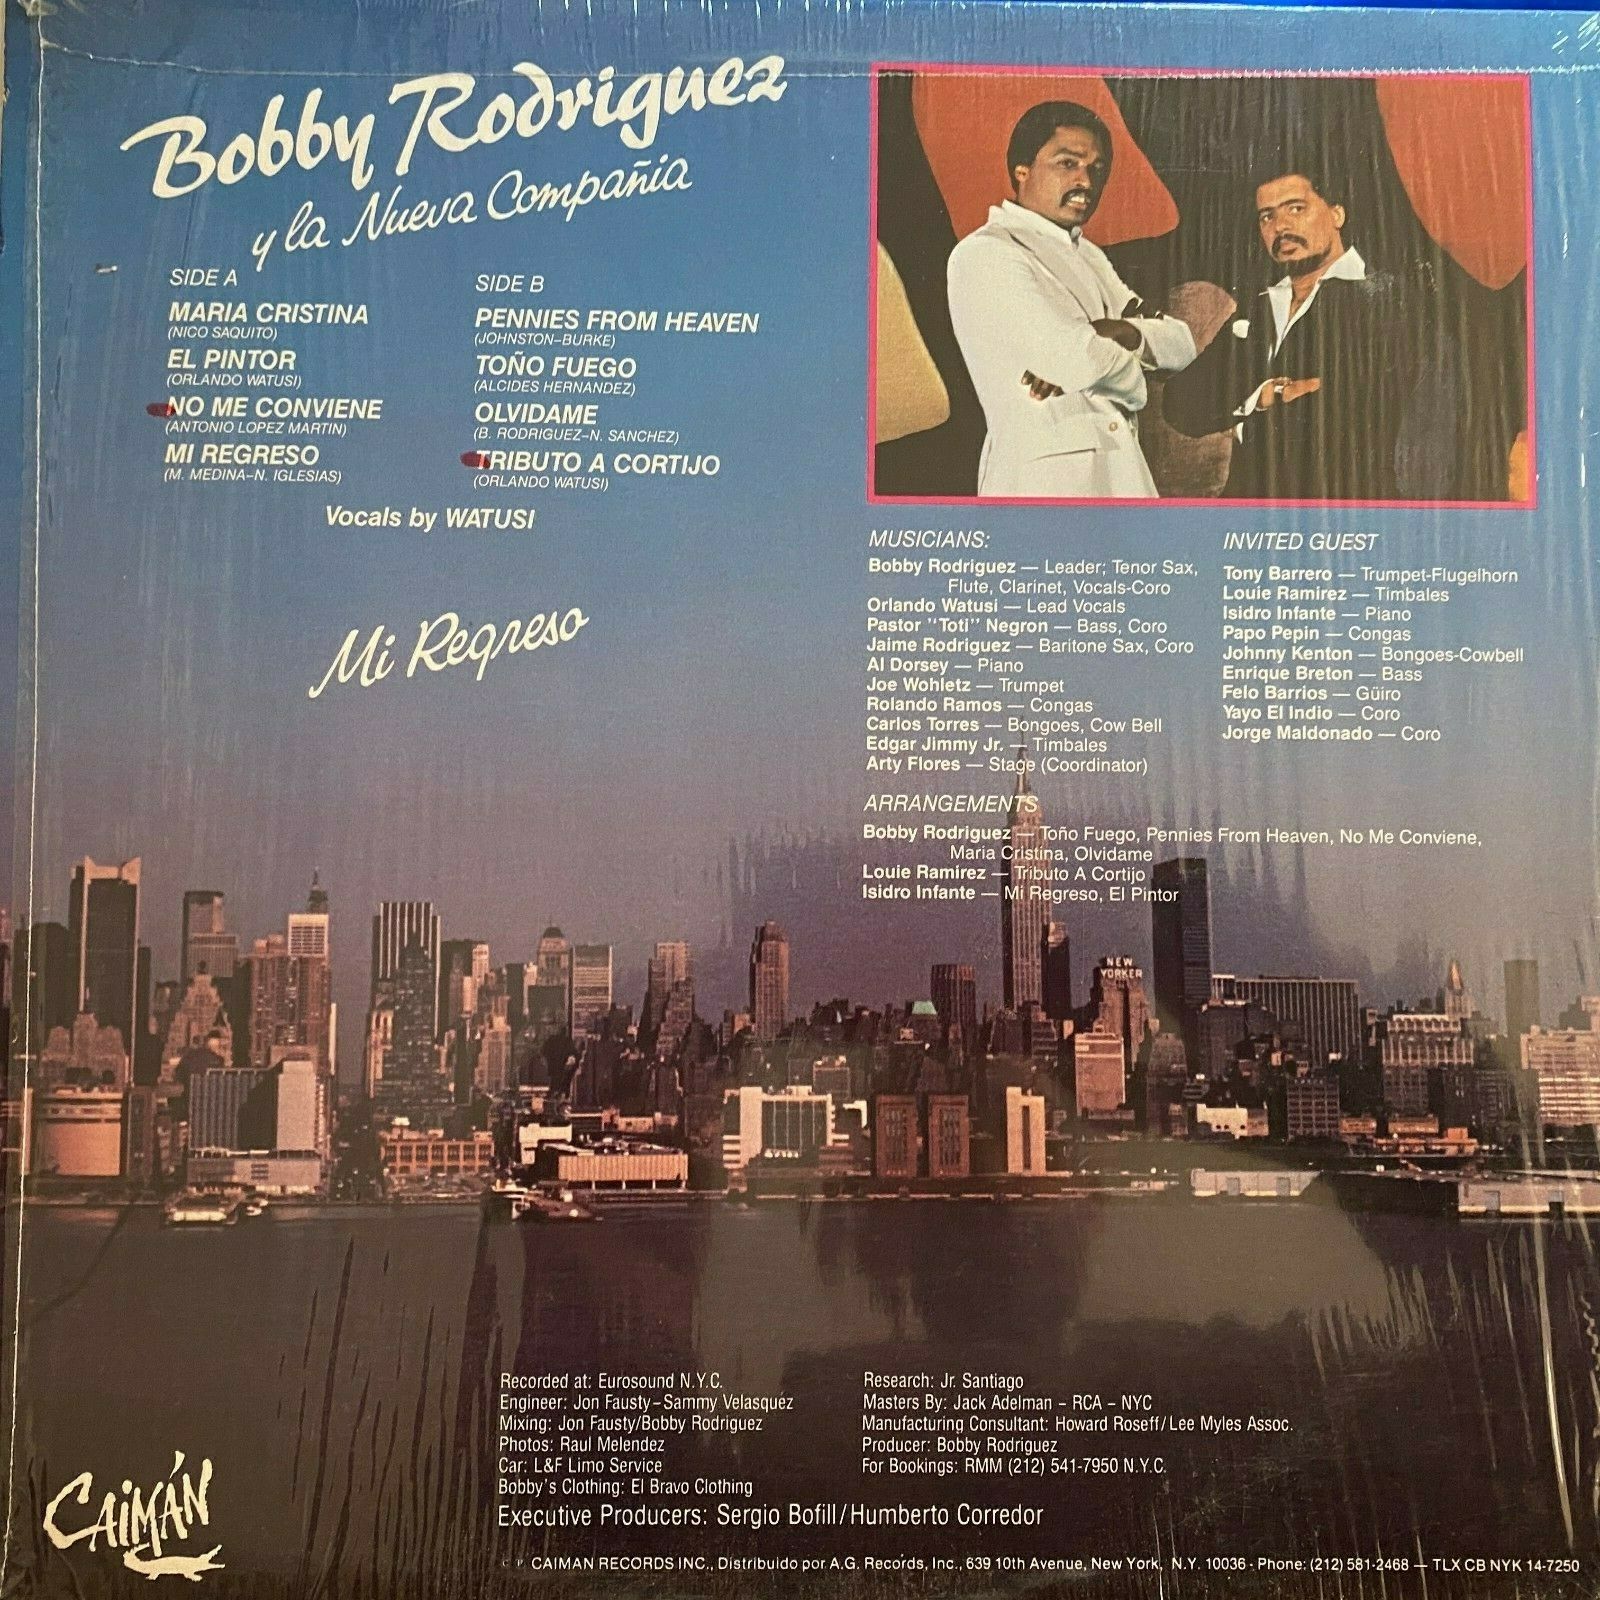 Bobby Rodriguez
y la Nueva Compañia
SIDE A
MARIA CRISTINA
(NICO SAQUITO)
EL PINTOR
(ORLANDO WATUSI)
NO ME CONVIENE
(ANTONIO LOPEZ MARTIN)
MI REGRESO
(M. MEDINA-N. IGLESIAS)
SIDE B
PENNIES FROM HEAVEN
(JOHNSTON-BURKE)
TOÑO FUEGO
(ALCIDES HERNANDEZ)
OLVIDAME
(B. RODRIGUEZ-N. SANCHEZ)
TRIBUTO A CORTIJO
(ORLANDO WATUSI)
Vocals by WATUSI
Mi Regreso
MUSICIANS:
Bobby Rodriguez — Leader; Tenor Sax,
Flute, Clarinet, Vocals-Coro
Orlando Watusi — Lead Vocals
Pastor "Toti" Negron — Bass, Coro
Jaime Rodriguez — Baritone Sax, Coro
Al Dorsey — Piano
Joe Wohletz — Trumpet
Rolando Ramos — Congas
Carlos Torres — Bongoes, Cow Bell
Edgar Jimmy Jr. — Timbales
Arty Flores — Stage (Coordinator)
INVITED GUEST
Tony Barrero — Trumpet-Flugelhorn
Louie Ramirez — Timbales
Isidro Infante — Piano
Papo Pepin — Congas
Johnny Kenton — Bongoes-Cowbell
Enrique Breton — Bass
Felo Barrios — Güiro
Yayo El Indio — Coro
Jorge Maldonado — Coro
ARRANGEMENTS
Bobby Rodriguez — Toño Fuego, Pennies From Heaven, No Me Conviene,
Maria Cristina, Olvidame
Louie Ramírez — Tributo A Cortijo
Isidro Infante — Mi Regreso, El Pintor
NEW
YORKER
Recorded at: Eurosound N.Y.C.
Engineer: Jon Fausty-Sammy Velasquez
Mixing: Jon Fausty/Bobby Rodriguez
Photos: Raul Melendez
Car: L&F Limo Service
Bobby's Clothing: El Bravo Clothing
Research: Jr. Santiago
Masters By: Jack Adelman - RCA - NYC
Manufacturing Consultant: Howard Roseff/Lee Myles Assoc.
Producer: Bobby Rodriguez
For Bookings: RMM (212) 541-7950 N.Y.C.
Executive Producers: Sergio Bofill/Humberto Corredor
CAIMÁN
CAIMAN RECORDS INC., Distribuido por A.G. Records, Inc., 639 10th Avenue, New York, N.Y. 10036 - Phone: (212) 581-2468 — TLX CB NYK 14-7250